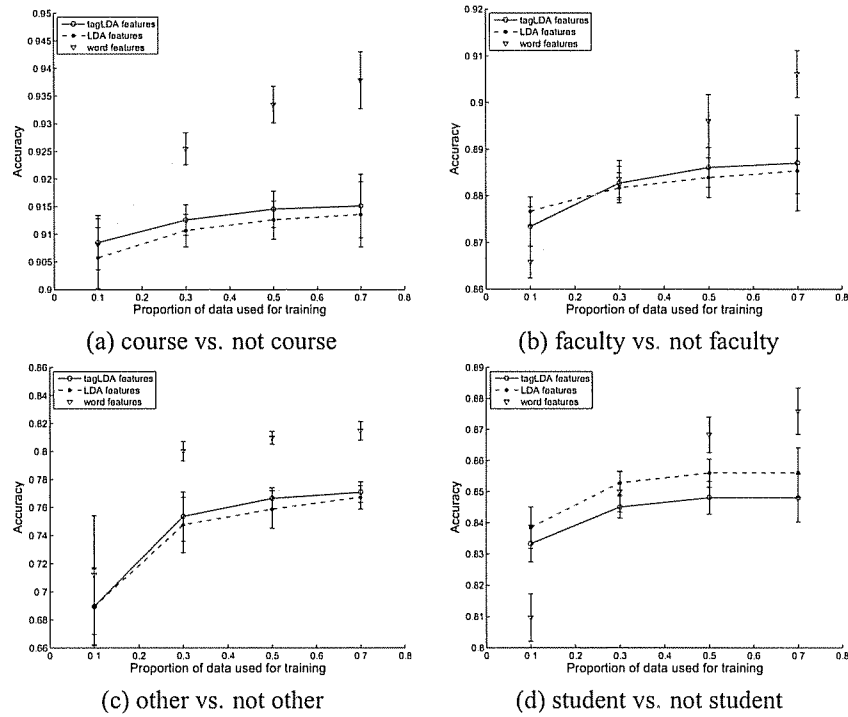 0.95
0.945
0.94
0.935
0.93
0.925
0.92
0.915
0.91
0.905
0.9
Accuracy
tagLDA features
LDA features
word features
0 0.1 0.2 0.3 0.4 0.5 0.6 0.7 0.8
Proportion of data used for training
(a) course vs. not course
0.92
0.91
0.9
0.89
0.88
0.87
0.86
Accuracy
tagLDA features
LDA features
word features
0 0.1 0.2 0.3 0.4 0.5 0.6 0.7 0.8
Proportion of data used for training
(b) faculty vs. not faculty
0.86
0.84
0.82
0.8
0.78
0.76
0.74
0.72
0.7
0.68
0.66
Accuracy
tagLDA features
LDA features
word features
0 0.1 0.2 0.3 0.4 0.5 0.6 0.7 0.8
Proportion of data used for training
(c) other vs. not other
0.89
0.88
0.87
0.86
0.85
0.84
0.83
0.82
0.81
0.8
Accuracy
tagLDA features
LDA features
word features
0 0.1 0.2 0.3 0.4 0.5 0.6 0.7 0.8
Proportion of data used for training
(d) student vs. not student